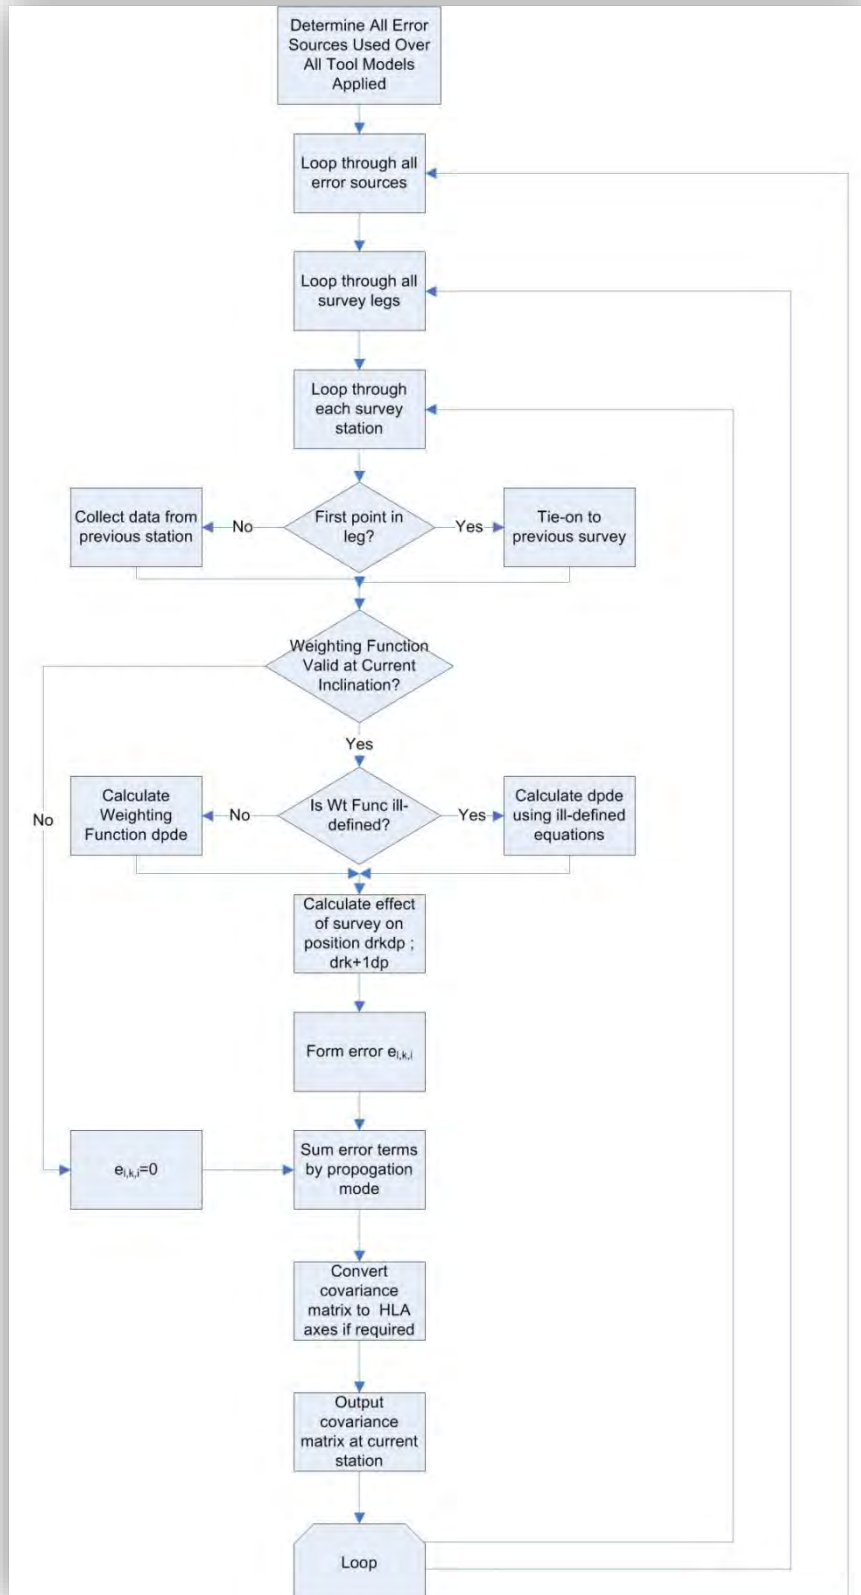 Determine All Error
Sources Used Over
All Tool Models
Applied
Loop through all
error sources
Loop through all
survey legs
Loop through
each survey
station
Collect data from
previous station
No
First point in
leg?
Yes
Tie-on to
previous survey
Weighting Function
Valid at Current
Inclination?
Yes
No
Calculate
Weighting
Function dpde
No
Is Wt Func ill-
defined?
Yes
Calculate dpde
using ill-defined
equations
Calculate effect
of survey on
position drkdp ;
drk+1dp
Form error ei,k,i
ei,k,i=0
Sum error terms
by propogation
mode
Convert
covariance
matrix to HLA
axes if required
Output
covariance
matrix at current
station
Loop